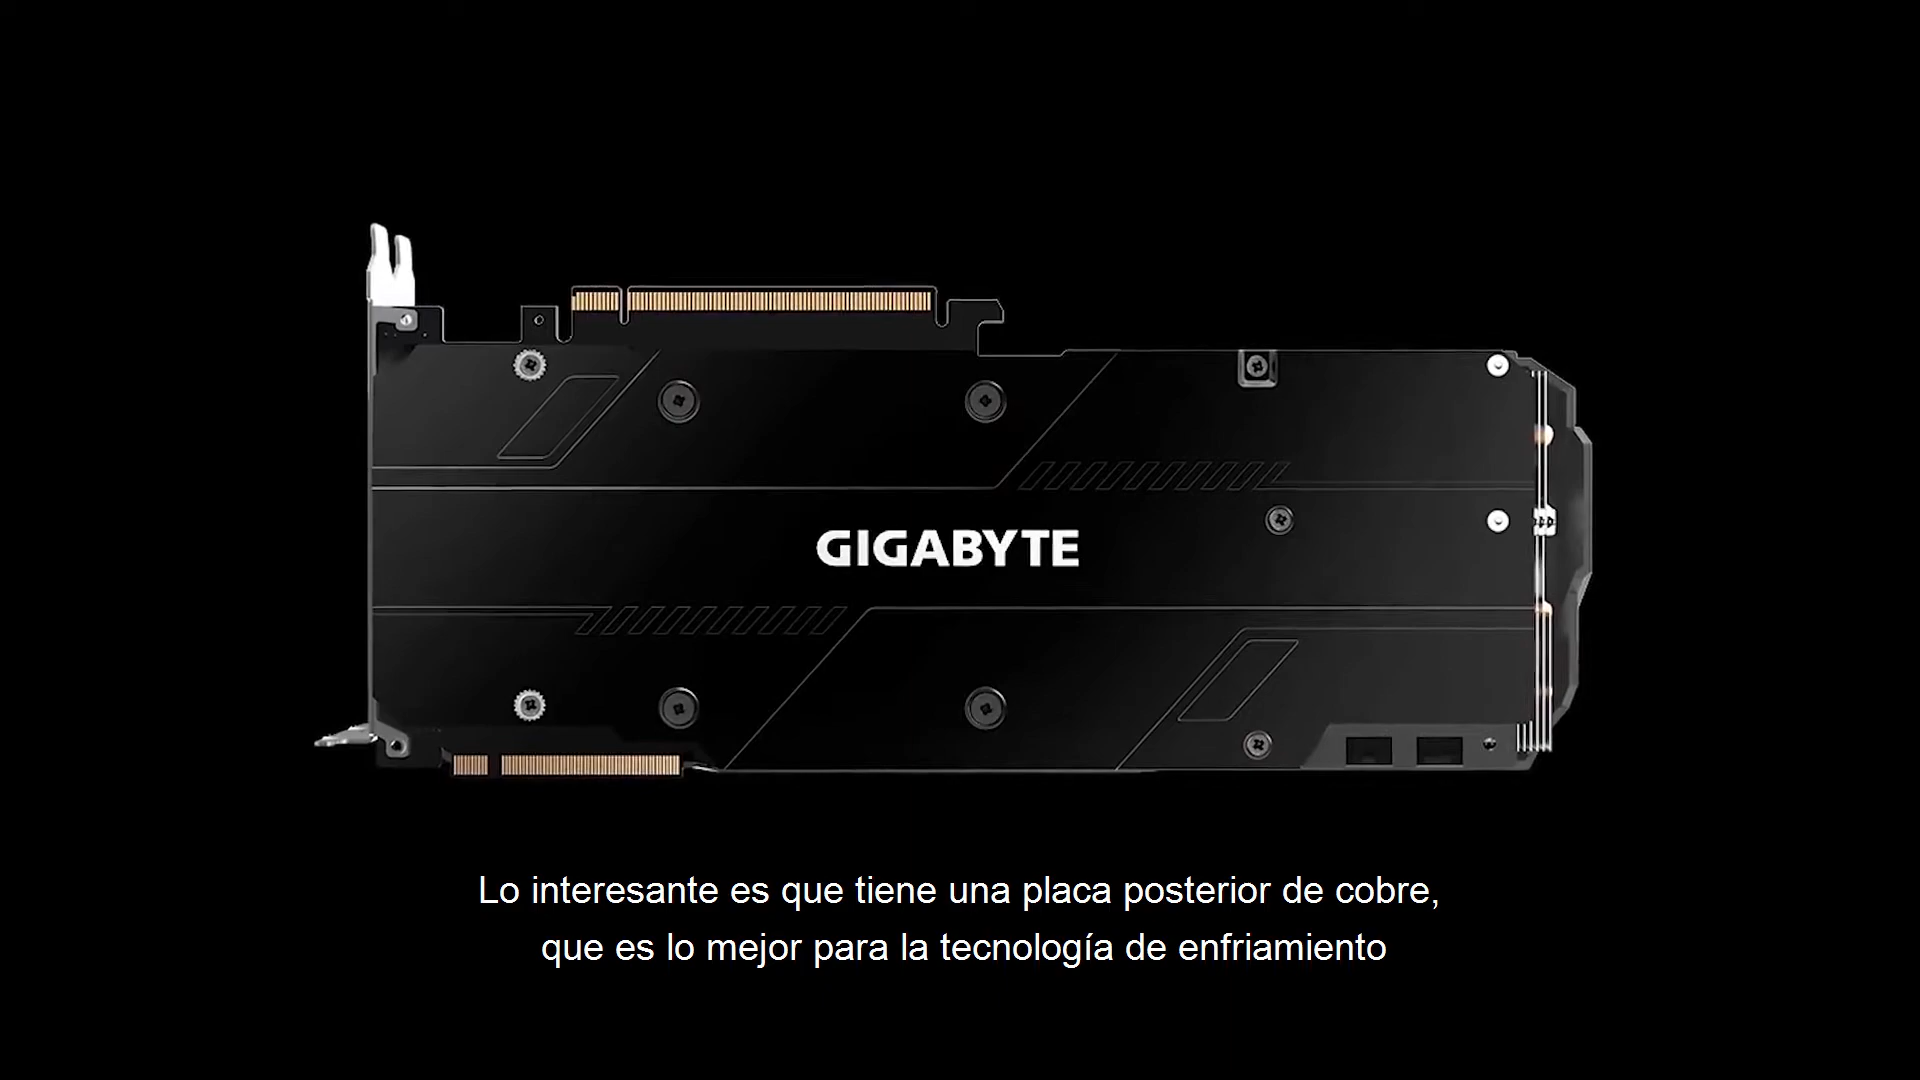 GIGABYTE
Lo interesante es que tiene una placa posterior de cobre,
que es lo mejor para la tecnología de enfriamiento